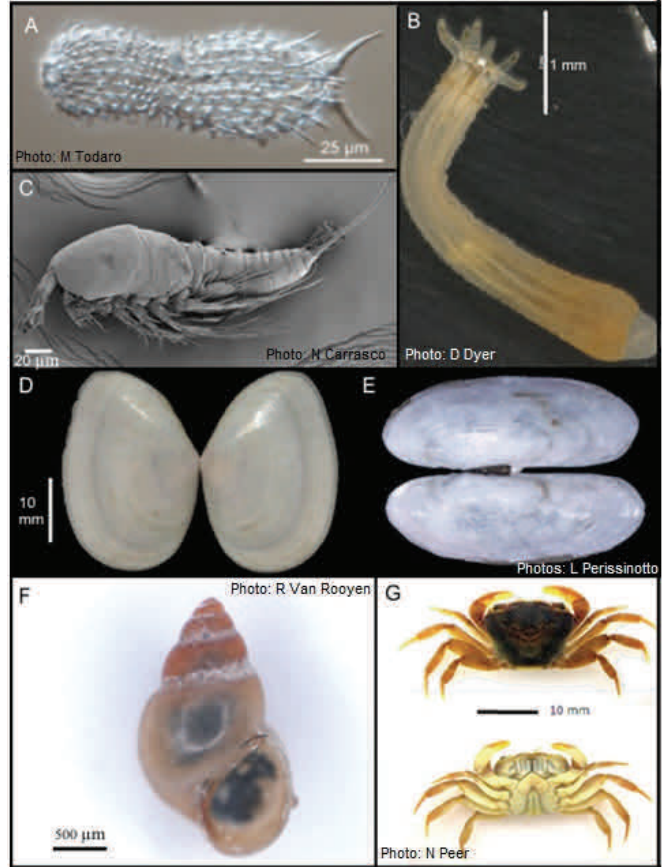 A
Photo: M Todaro
25 µm
B
1 mm
Photo: D Dyer
C
20 µm
Photo: N Carrasco
D
10
mm
E
Photos: L Perissinotto
F
Photo: R Van Rooyen
500 µm
G
10 mm
Photo: N Peer